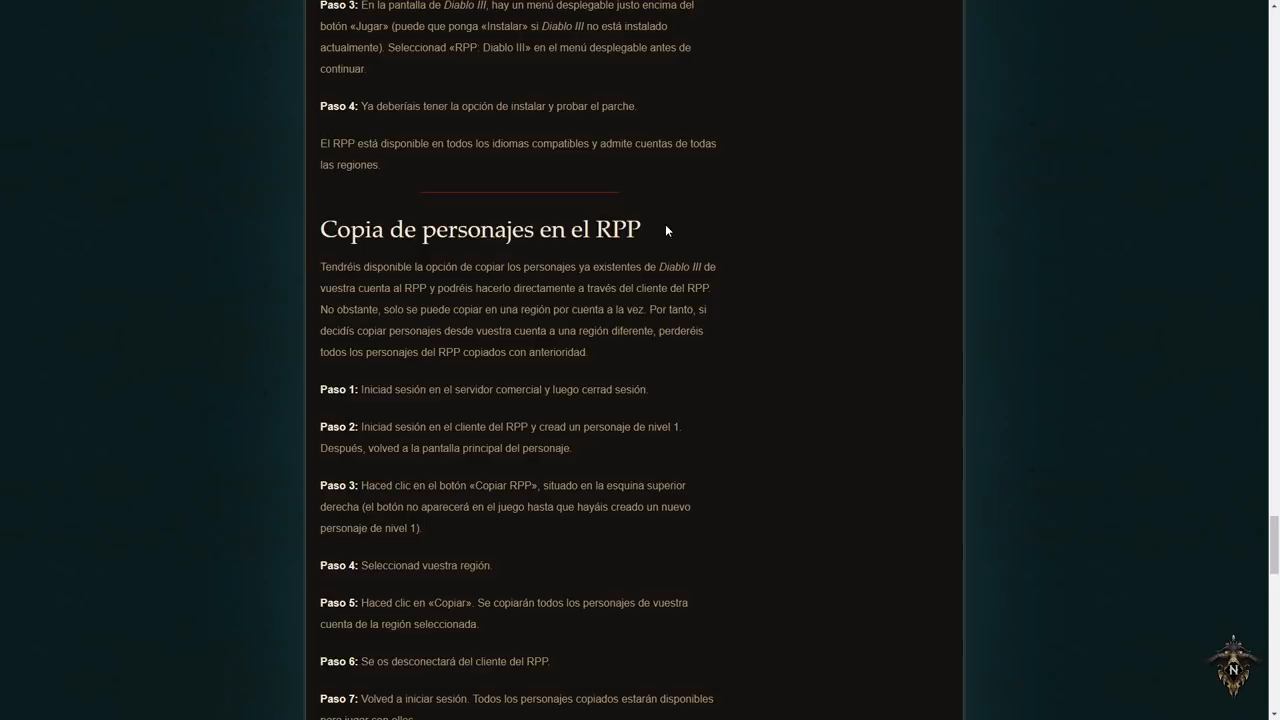 Paso 3: En la pantalla de Diablo III, hay un menú desplegable justo encima del
botón «Jugar» (puede que ponga «Instalar» si Diablo III no está instalado
actualmente). Seleccionad «RPP: Diablo III» en el menú desplegable antes de
continuar.
Paso 4: Ya deberíais tener la opción de instalar y probar el parche.
El RPP está disponible en todos los idiomas compatibles y admite cuentas de todas
las regiones.
Copia de personajes en el RPP
Tendréis disponible la opción de copiar los personajes ya existentes de Diablo III de
vuestra cuenta al RPP y podréis hacerlo directamente a través del cliente del RPP.
No obstante, solo se puede copiar en una región por cuenta a la vez. Por tanto, si
decidís copiar personajes desde vuestra cuenta a una región diferente, perderéis
todos los personajes del RPP copiados con anterioridad.
Paso 1: Iniciad sesión en el servidor comercial y luego cerrad sesión.
Paso 2: Iniciad sesión en el cliente del RPP y cread un personaje de nivel 1.
Después, volved a la pantalla principal del personaje.
Paso 3: Haced clic en el botón «Copiar RPP», situado en la esquina superior
derecha (el botón no aparecerá en el juego hasta que hayáis creado un nuevo
personaje de nivel 1).
Paso 4: Seleccionad vuestra región.
Paso 5: Haced clic en «Copiar». Se copiarán todos los personajes de vuestra
cuenta de la región seleccionada.
Paso 6: Se os desconectará del cliente del RPP.
Paso 7: Volved a iniciar sesión. Todos los personajes copiados estarán disponibles
para jugar con ellos.
N